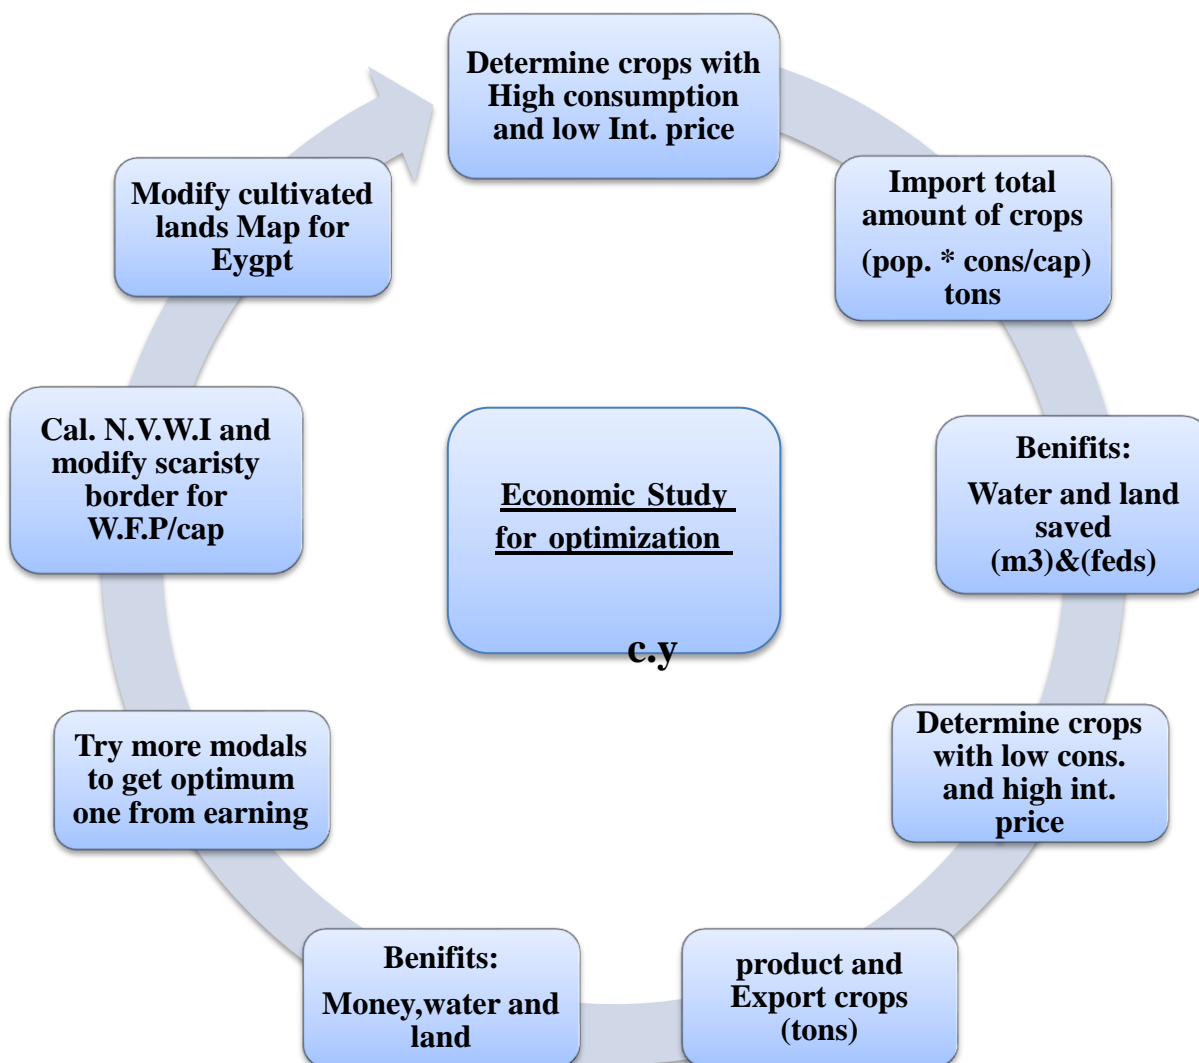 Determine crops with
High consumption
and low Int. price
Import total
amount of crops
(pop. * cons/cap)
tons
Benifits:
Water and land
saved
(m3)&(feds)
Determine crops
with low cons.
and high int.
price
product and
Export crops
(tons)
Benifits:
Money,water and
land
Try more modals
to get optimum
one from earning
Cal. N.V.W.I and
modify scaristy
border for
W.F.P/cap
Modify cultivated
lands Map for
Eygpt
Economic Study
for optimization
c.y